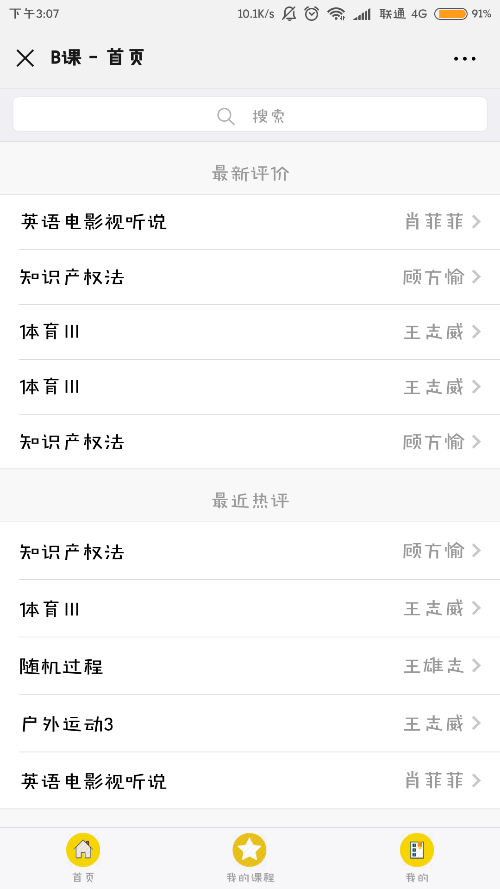 下午3:07 10.1K/s 联通 4G 91%
B课 - 首页
搜索
最新评价
英语电影视听说 肖菲菲
知识产权法 顾方愉
体育III 王志威
体育III 王志威
知识产权法 顾方愉
最近热评
知识产权法 顾方愉
体育III 王志威
随机过程 王雄志
户外运动3 王志威
英语电影视听说 肖菲菲
首页 我的课程 我的